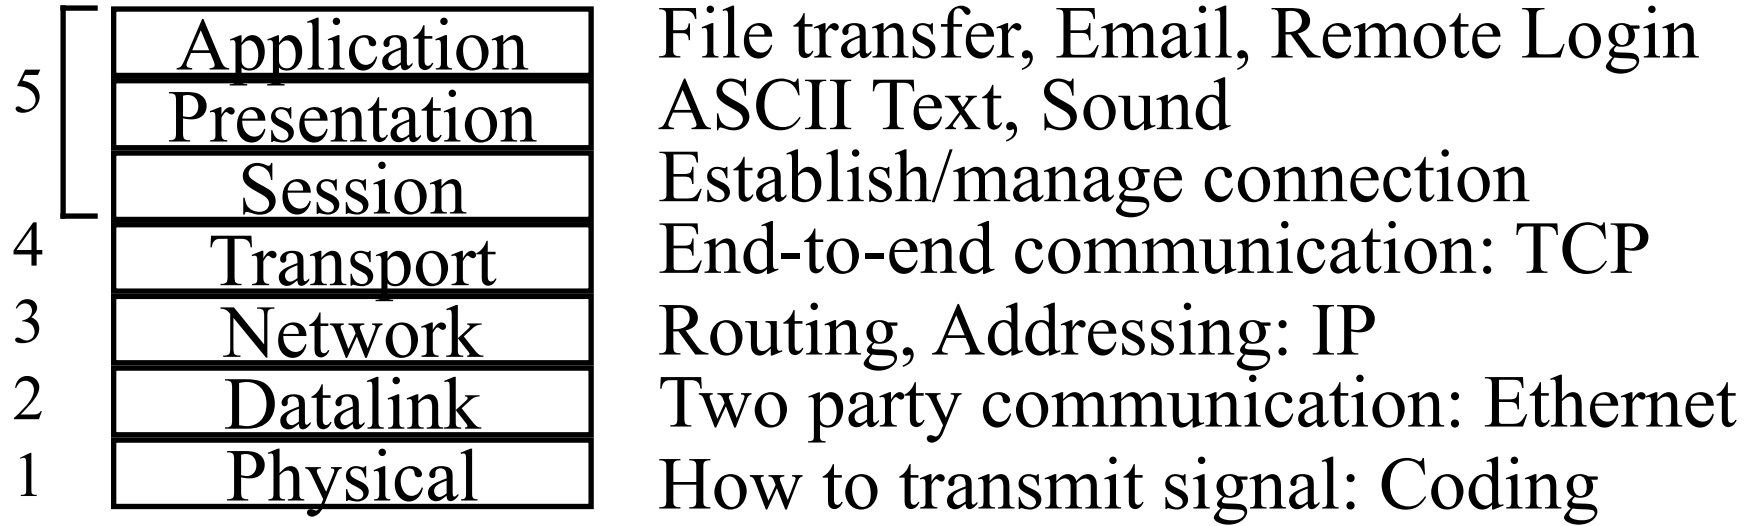 Application File transfer, Email, Remote Login
5 Presentation ASCII Text, Sound
Session Establish/manage connection
4 Transport End-to-end communication: TCP
3 Network Routing, Addressing: IP
2 Datalink Two party communication: Ethernet
1 Physical How to transmit signal: Coding